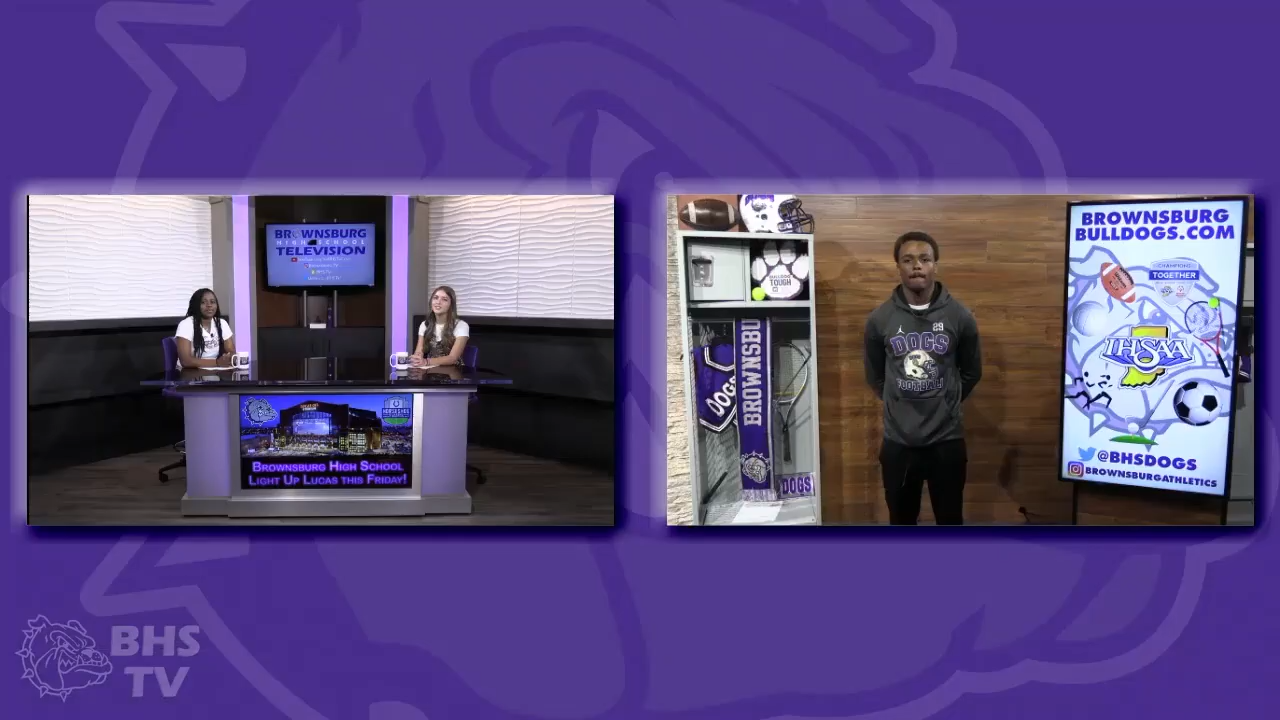 BROWNSBURG
HIGH SCHOOL
TELEVISION
BROWNSBURG HIGH SCHOOL
LIGHT UP LUCAS THIS FRIDAY!
BULLDOG
TOUGH
DOGS
BROWNSBU
DOGS
29
DOGS
FOOTBALL
BROWNSBURG
BULLDOGS.COM
CHAMPIONS
TOGETHER
IHSAA
@BHSDOGS
BROWNSBURGATHLETICS
BHS
TV